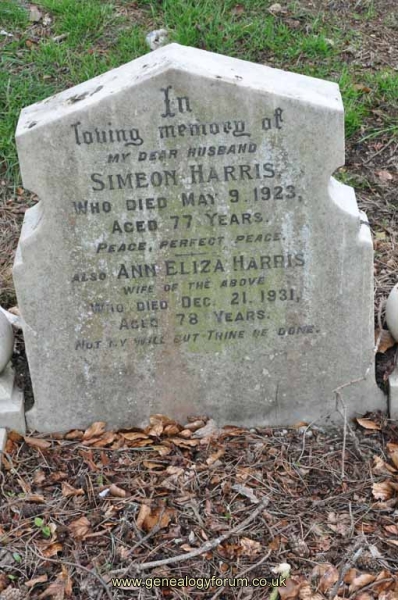 In
loving memory of
MY DEAR HUSBAND
SIMEON HARRIS,
WHO DIED MAY 9. 1923,
AGED 77 YEARS.
PEACE, PERFECT PEACE.
ALSO ANN ELIZA HARRIS
WIFE OF THE ABOVE
WHO DIED DEC. 21. 1931,
AGED 78 YEARS.
NOT MY WILL BUT THINE BE DONE.
www.genealogyforum.co.uk